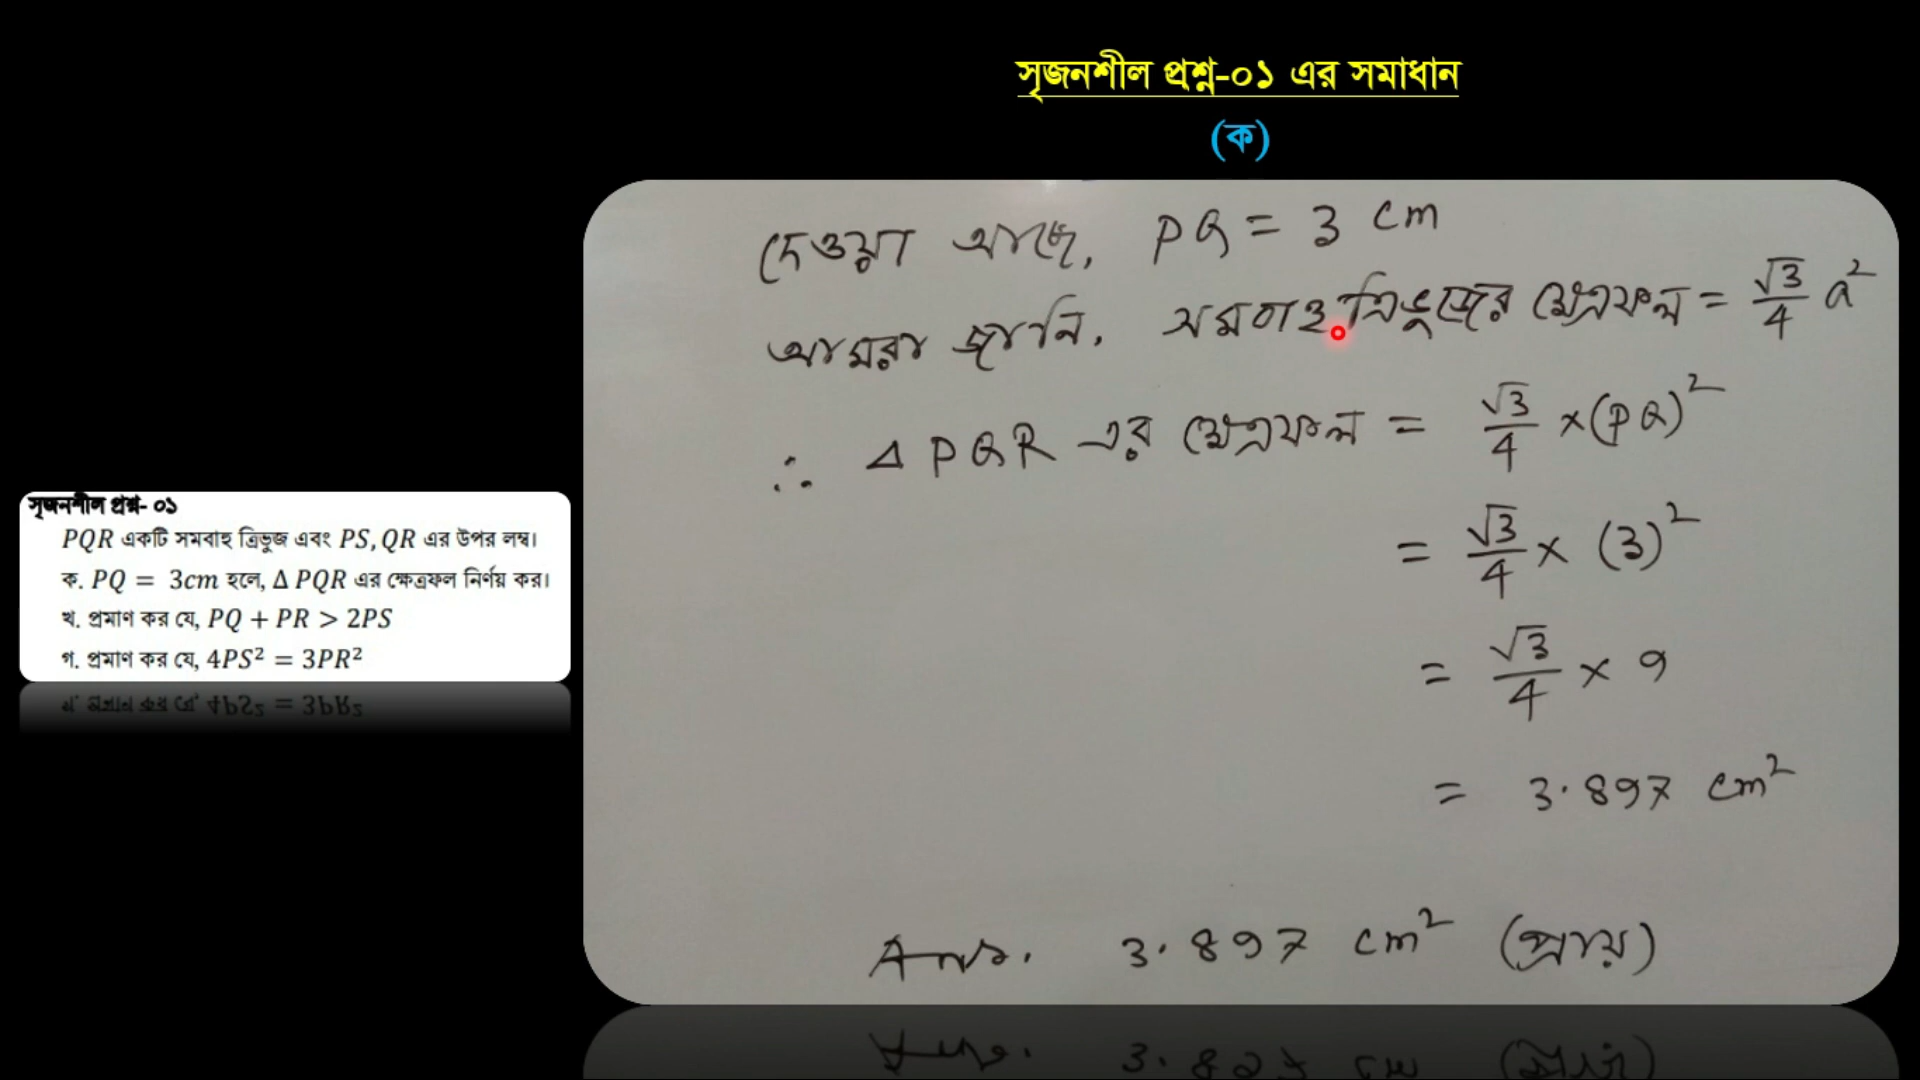 সৃজনশীল প্রশ্ন-০১ এর সমাধান
(ক)
দেওয়া আছে, PQ = 3 cm
আমরা জানি, সমবাহু ত্রিভুজের ক্ষেত্রফল = √3/4 a²
∴ Δ PQR এর ক্ষেত্রফল = √3/4 × (PQ)²
= √3/4 × (3)²
= √3/4 × 9
= 3.897 cm²
Ans. 3.897 cm² (প্রায়)
সৃজনশীল প্রশ্ন- ০১
PQR একটি সমবাহু ত্রিভুজ এবং PS, QR এর উপর লম্ব।
ক. PQ = 3cm হলে, Δ PQR এর ক্ষেত্রফল নির্ণয় কর।
খ. প্রমাণ কর যে, PQ + PR > 2PS
গ. প্রমাণ কর যে, 4PS² = 3PR²